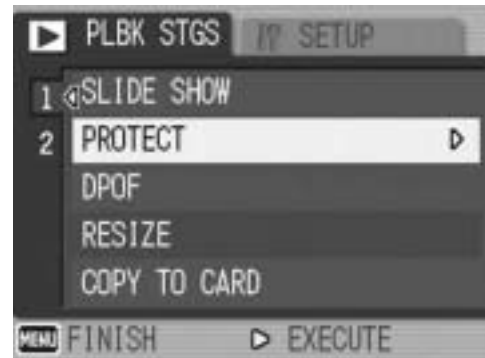 PLBK STGS SETUP
1 SLIDE SHOW
2 PROTECT
DPOF
RESIZE
COPY TO CARD
MENU FINISH EXECUTE